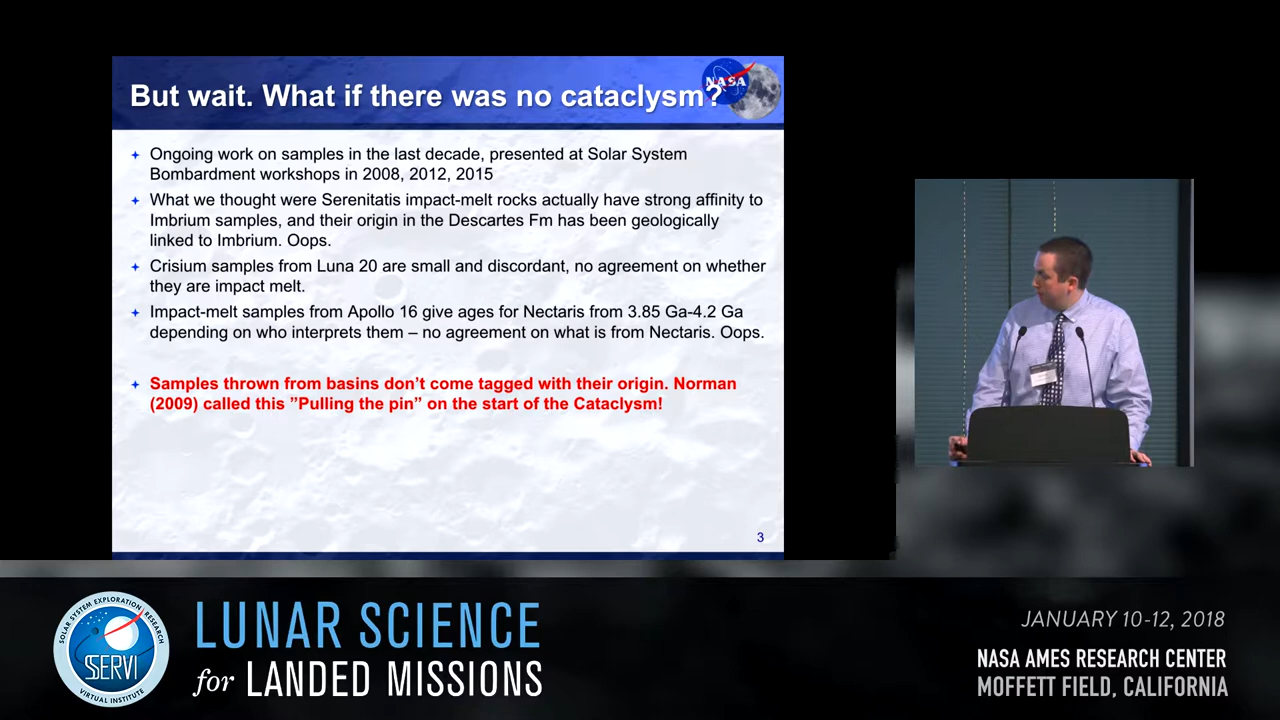 But wait. What if there was no cataclysm?
NASA
Ongoing work on samples in the last decade, presented at Solar System
Bombardment workshops in 2008, 2012, 2015
What we thought were Serenitatis impact-melt rocks actually have strong affinity to
Imbrium samples, and their origin in the Descartes Fm has been geologically
linked to Imbrium. Oops.
Crisium samples from Luna 20 are small and discordant, no agreement on whether
they are impact melt.
Impact-melt samples from Apollo 16 give ages for Nectaris from 3.85 Ga-4.2 Ga
depending on who interprets them – no agreement on what is from Nectaris. Oops.
Samples thrown from basins don’t come tagged with their origin. Norman
(2009) called this ”Pulling the pin” on the start of the Cataclysm!
3
SOLAR SYSTEM EXPLORATION RESEARCH
SSERVI
VIRTUAL INSTITUTE
LUNAR SCIENCE
for LANDED MISSIONS
JANUARY 10-12, 2018
NASA AMES RESEARCH CENTER
MOFFETT FIELD, CALIFORNIA